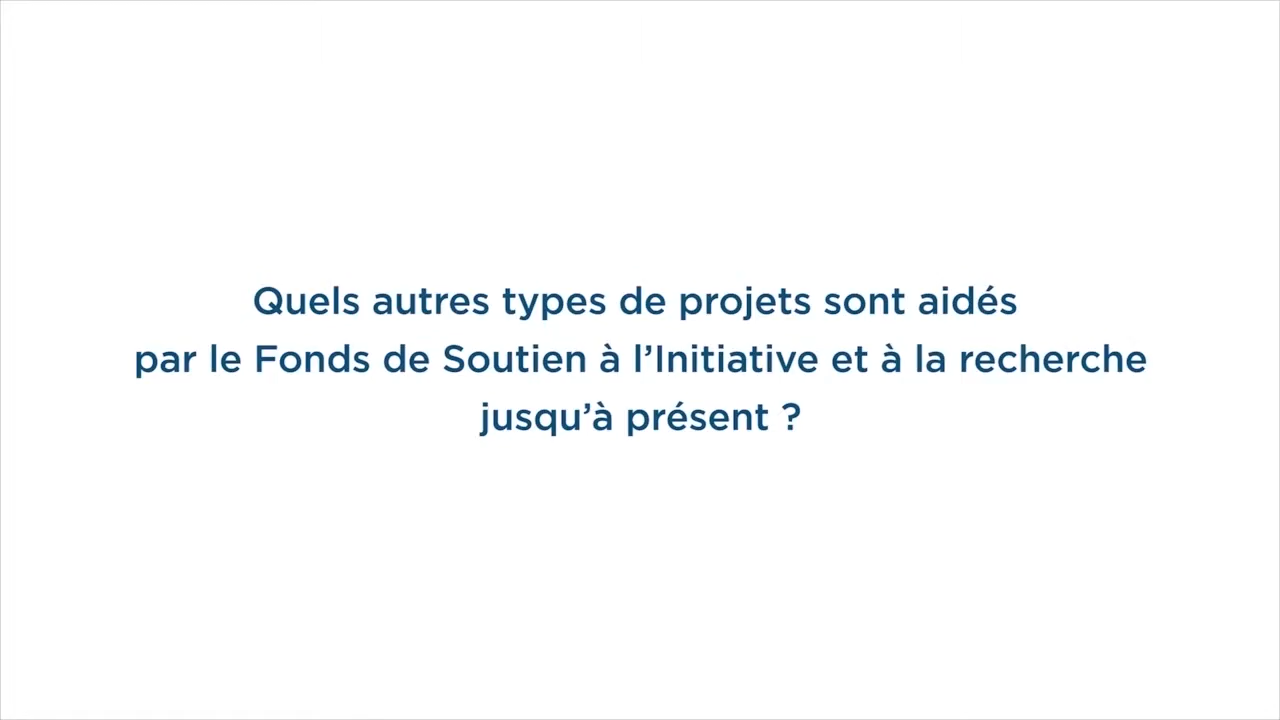 Quels autres types de projets sont aidés
par le Fonds de Soutien à l’Initiative et à la recherche
jusqu’à présent ?